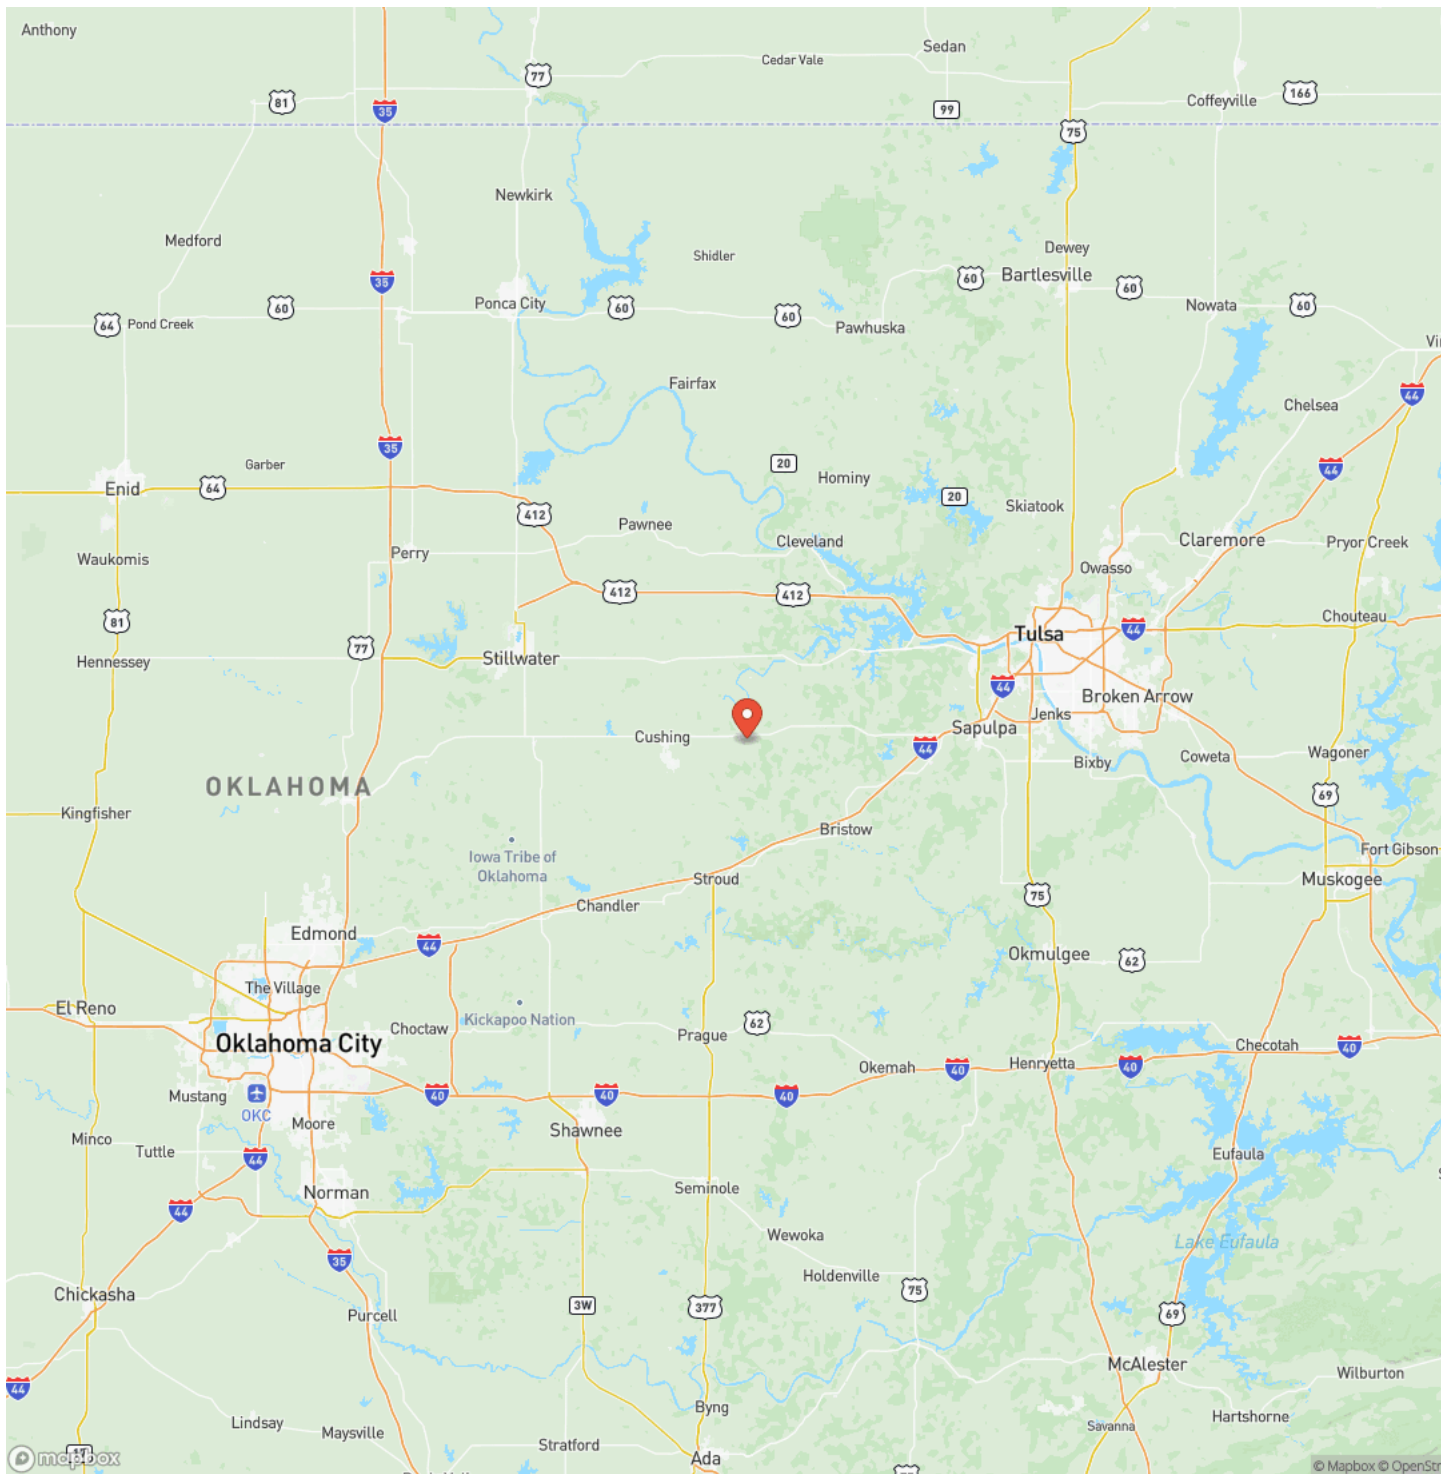 Anthony
Sedan
Cedar Vale
77
81
35
99
166
Coffeyville
75
Newkirk
Medford
Shidler
Dewey
Bartlesville
35
60
60
Ponca City
60
60
60
Nowata
60
64
Pond Creek
Pawhuska
Vin
Fairfax
44
Chelsea
35
Garber
20
44
Hominy
Enid
64
20
Skiatook
412
Pawnee
Cleveland
Claremore
Pryor Creek
Perry
Waukomis
Owasso
412
412
81
Chouteau
44
Tulsa
77
Hennessey
Stillwater
44
Broken Arrow
Jenks
Sapulpa
Cushing
44
Wagoner
Coweta
Bixby
OKLAHOMA
69
Kingfisher
Bristow
Iowa Tribe of
Oklahoma
Fort Gibson
Stroud
Muskogee
75
Chandler
Edmond
44
Okmulgee
62
The Village
El Reno
Kickapoo Nation
62
Choctaw
Prague
Oklahoma City
Checotah
40
Henryetta
Okemah
40
40
Mustang
40
40
40
OKC
Moore
Shawnee
Minco
Tuttle
44
Eufaula
Norman
Seminole
44
Wewoka
Lake Eufaula
35
Holdenville
75
Chickasha
3W
377
69
Purcell
McAlester
Wilburton
44
Byng
Hartshorne
Lindsay
Maysville
Savanna
Stratford
Ada
mapbox
© Mapbox © OpenStr